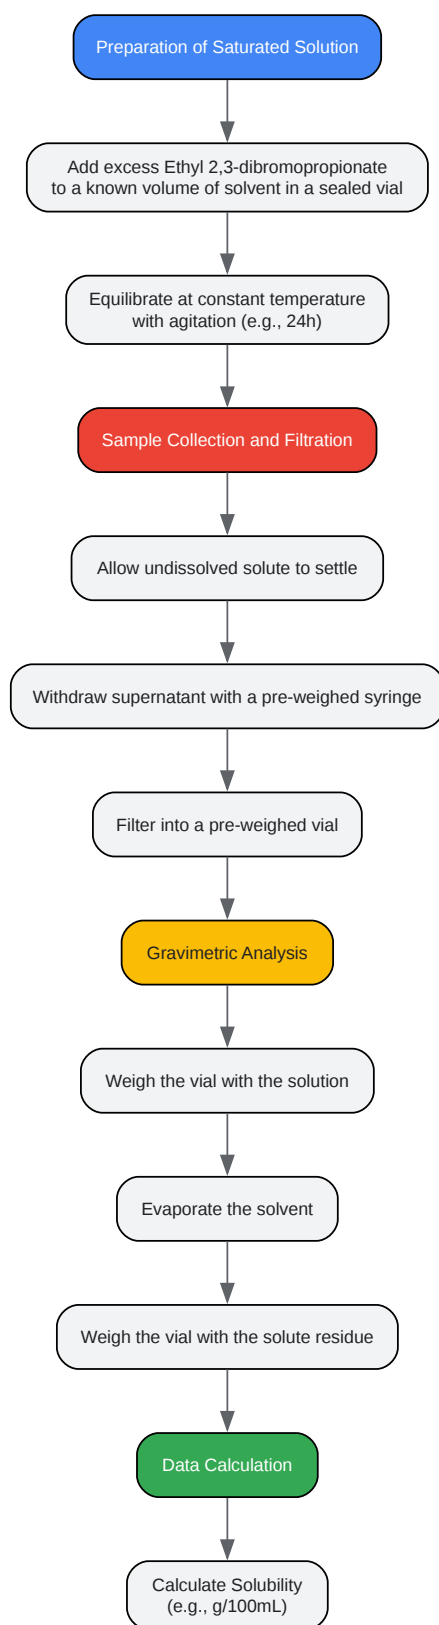 Preparation of Saturated Solution
Add excess Ethyl 2,3-dibromopropionate
to a known volume of solvent in a sealed vial
Equilibrate at constant temperature
with agitation (e.g., 24h)
Sample Collection and Filtration
Allow undissolved solute to settle
Withdraw supernatant with a pre-weighed syringe
Filter into a pre-weighed vial
Gravimetric Analysis
Weigh the vial with the solution
Evaporate the solvent
Weigh the vial with the solute residue
Data Calculation
Calculate Solubility
(e.g., g/100mL)